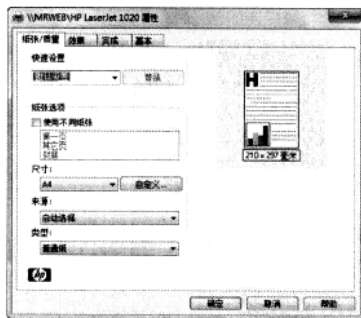 \\MRWEB\HP LaserJet 1020 属性
纸张/质量 效果 完成 基本
快速设置
纸张选项
使用不同纸张
第一页
其它页
封底
尺寸:
A4 自定义...
来源:
自动选择
类型:
普通纸
210 x 297 毫米
hp
确定 取消 帮助